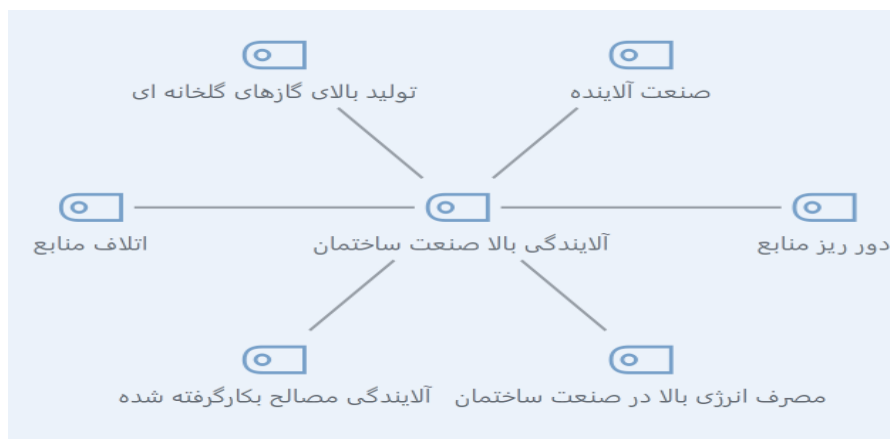 صنعت آلاینده
تولید بالای گازهای گلخانه ای
دور ریز منابع
آلایندگی بالا صنعت ساختمان
اتلاف منابع
مصرف انرژی بالا در صنعت ساختمان
آلایندگی مصالح بکارگرفته شده